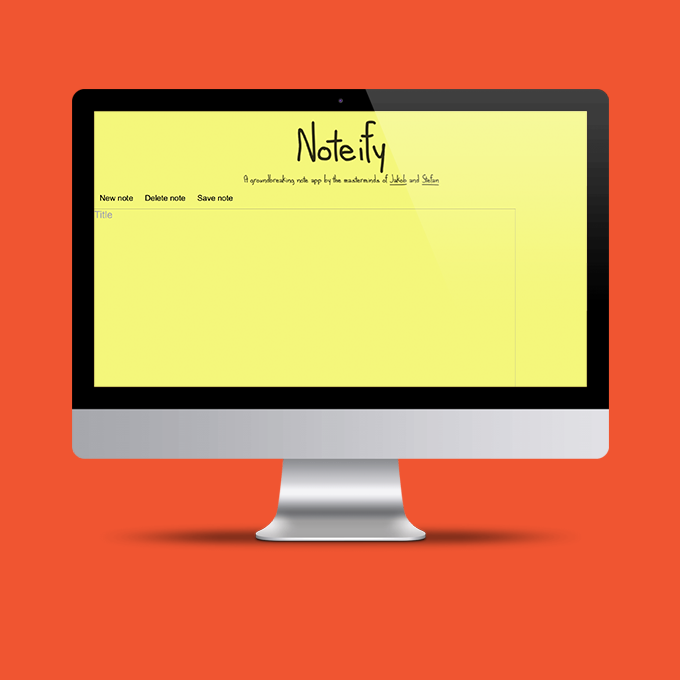 Noteify
A groundbreaking note app by the masterminds of Jakob and Stefan
New note Delete note Save note
Title